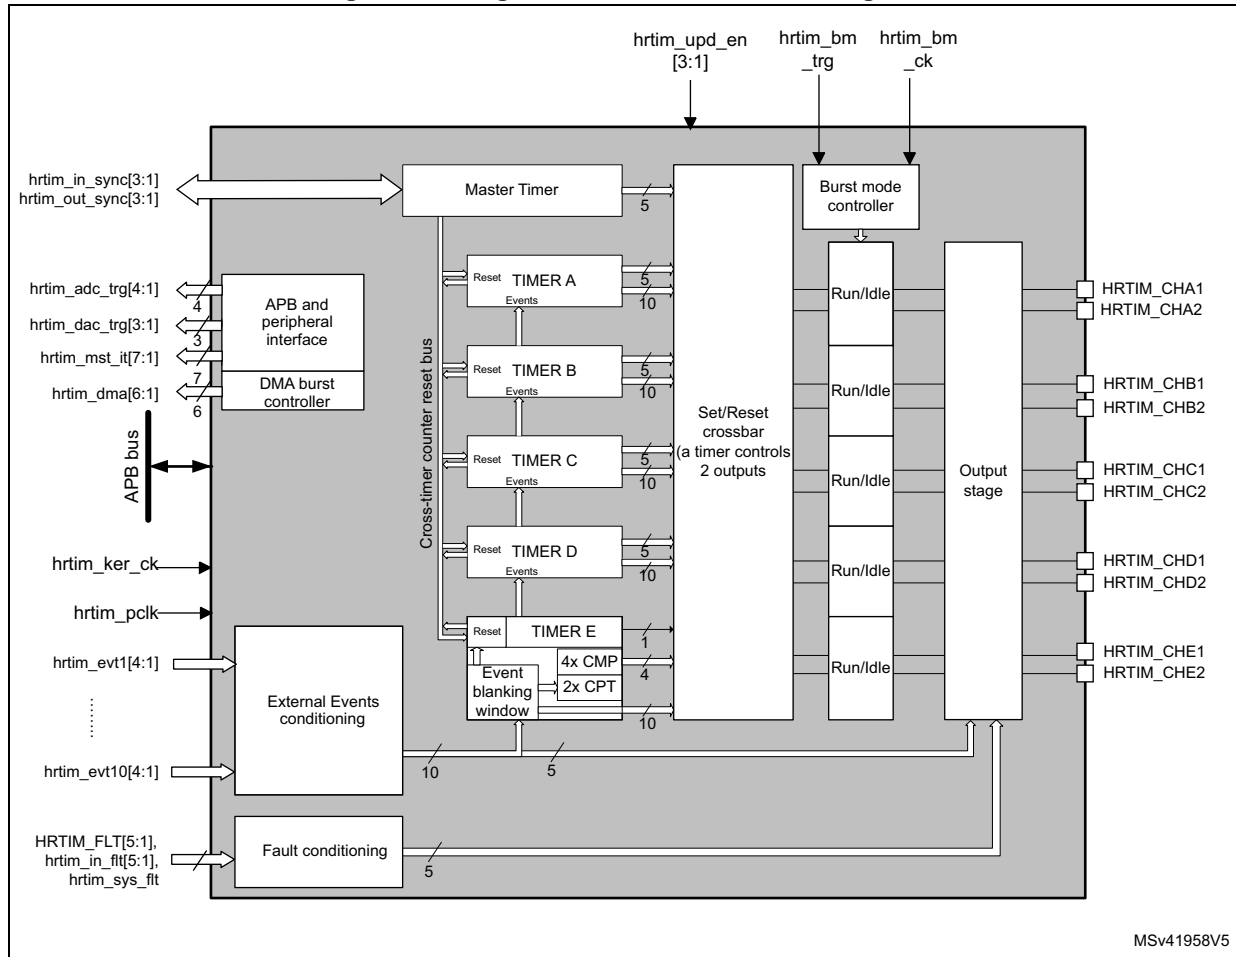 hrtim_upd_en
[3:1]
hrtim_bm
_trg
hrtim_bm
_ck
hrtim_in_sync[3:1]
hrtim_out_sync[3:1]
Master Timer
5
Burst mode
controller
hrtim_adc_trg[4:1]
4
hrtim_dac_trg[3:1]
3
hrtim_mst_it[7:1]
7
hrtim_dma[6:1]
6
APB and
peripheral
interface
DMA burst
controller
APB bus
Cross-timer counter reset bus
Reset
TIMER A
Events
5
10
Reset
TIMER B
Events
5
10
Reset
TIMER C
Events
5
10
Reset
TIMER D
Events
5
10
Reset
TIMER E
1
4x CMP
4
2x CPT
Event
blanking
window
10
Set/Reset
crossbar
(a timer controls
2 outputs
Run/Idle
Run/Idle
Run/Idle
Run/Idle
Run/Idle
Output
stage
HRTIM_CHA1
HRTIM_CHA2
HRTIM_CHB1
HRTIM_CHB2
HRTIM_CHC1
HRTIM_CHC2
HRTIM_CHD1
HRTIM_CHD2
HRTIM_CHE1
HRTIM_CHE2
hrtim_ker_ck
hrtim_pclk
hrtim_evt1[4:1]
hrtim_evt10[4:1]
External Events
conditioning
10
5
HRTIM_FLT[5:1],
hrtim_in_flt[5:1],
hrtim_sys_flt
Fault conditioning
5
MSv41958V5